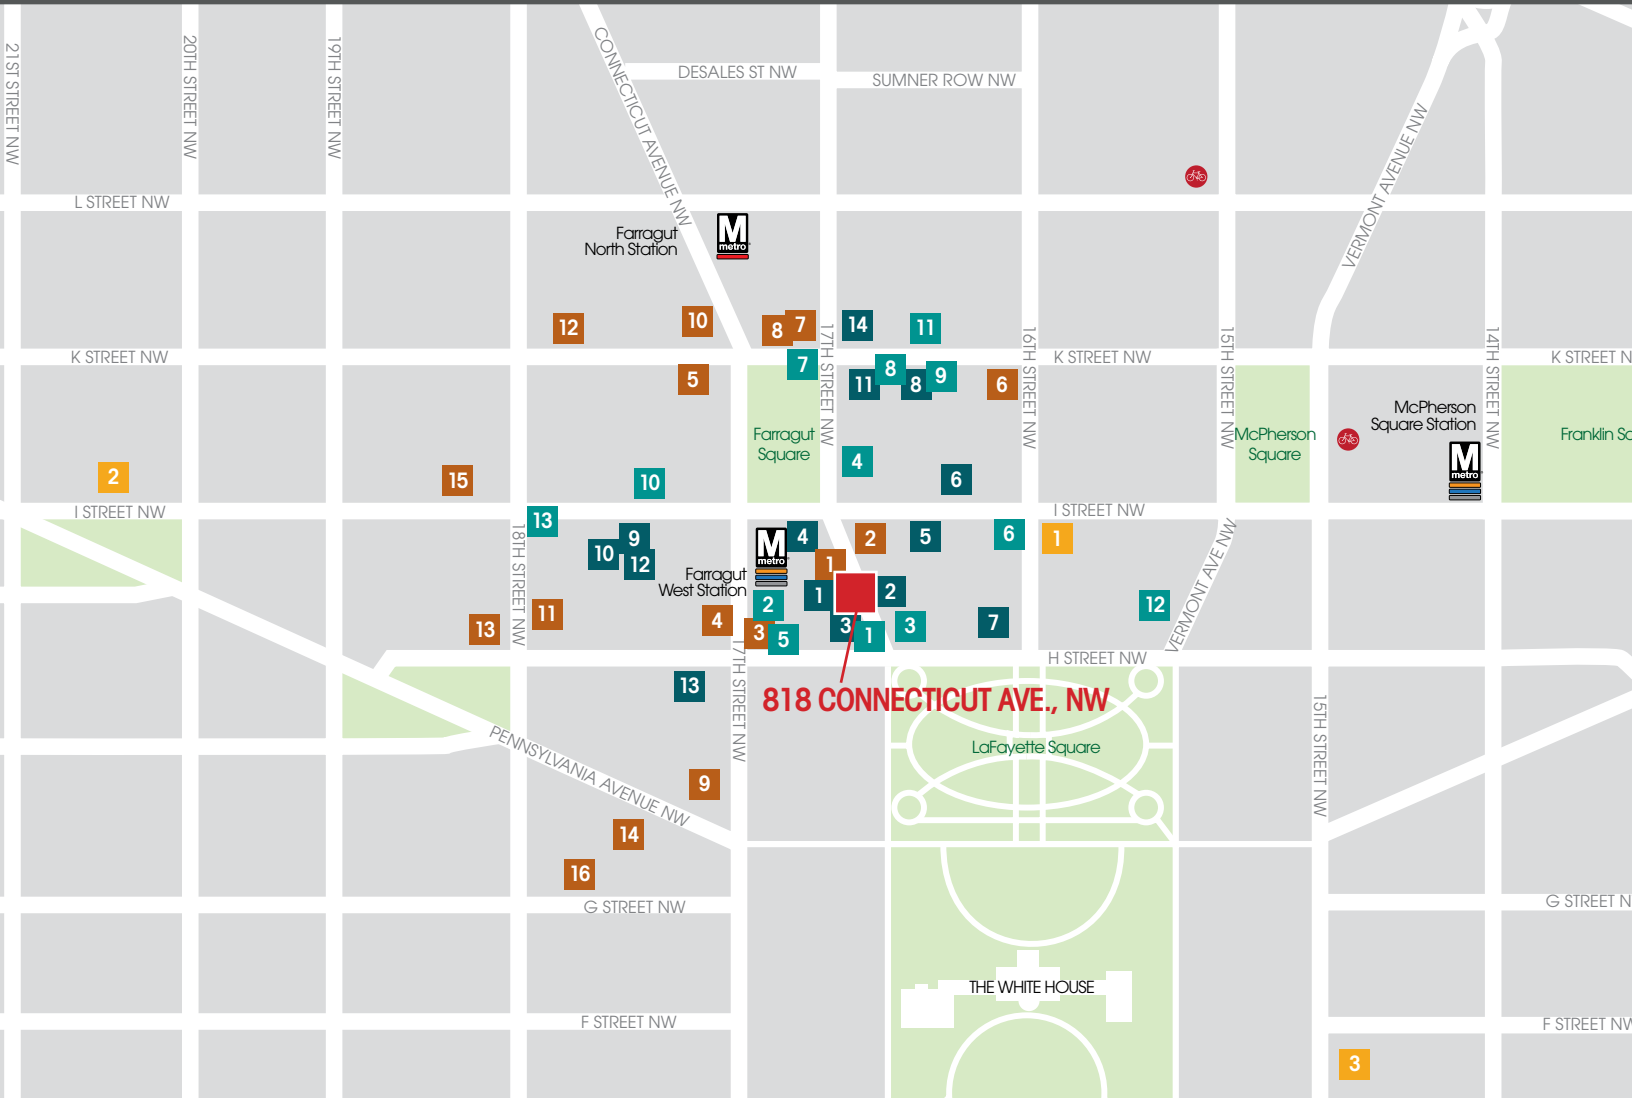 21ST STREET NW
20TH STREET NW
19TH STREET NW
CONNECTICUT AVENUE NW
DESALES ST NW
SUMNER ROW NW
VERMONT AVENUE NW
L STREET NW
Farragut
North Station
M
metro
12
10
8
7
14
11
17TH STREET NW
16TH STREET NW
15TH STREET NW
14TH STREET NW
K STREET NW
K STREET NW
K STREET N
7
5
11
8
8
9
6
McPherson
Square Station
M
metro
Farragut
Square
McPherson
Square
Franklin Sc
4
2
15
10
6
I STREET NW
I STREET NW
13
18TH STREET NW
9
10
12
M
metro
4
2
5
6
1
VERMONT AVE NW
Farragut
West Station
1
1
2
2
12
13
11
4
3
5
3
1
3
7
H STREET NW
17TH STREET NW
13
818 CONNECTICUT AVE., NW
15TH STREET NW
LaFayette Square
PENNSYLVANIA AVENUE NW
9
14
16
G STREET NW
G STREET N
THE WHITE HOUSE
F STREET NW
F STREET NW
3